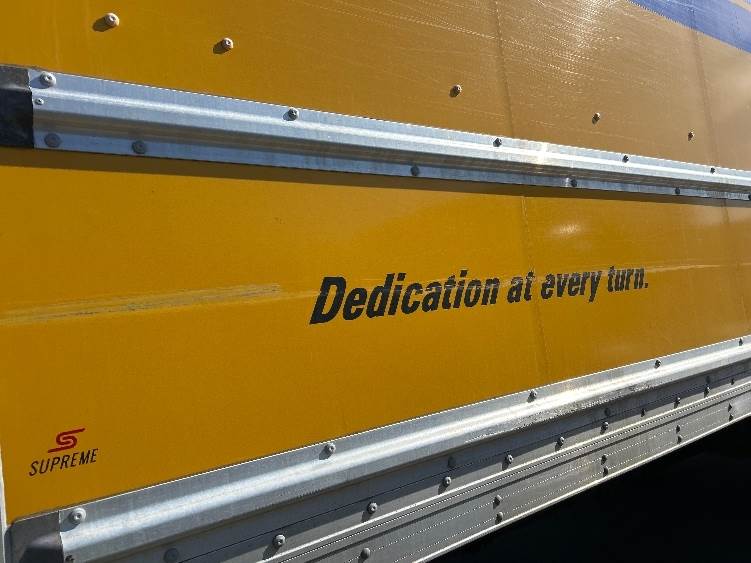 Dedication at every turn.
SUPREME